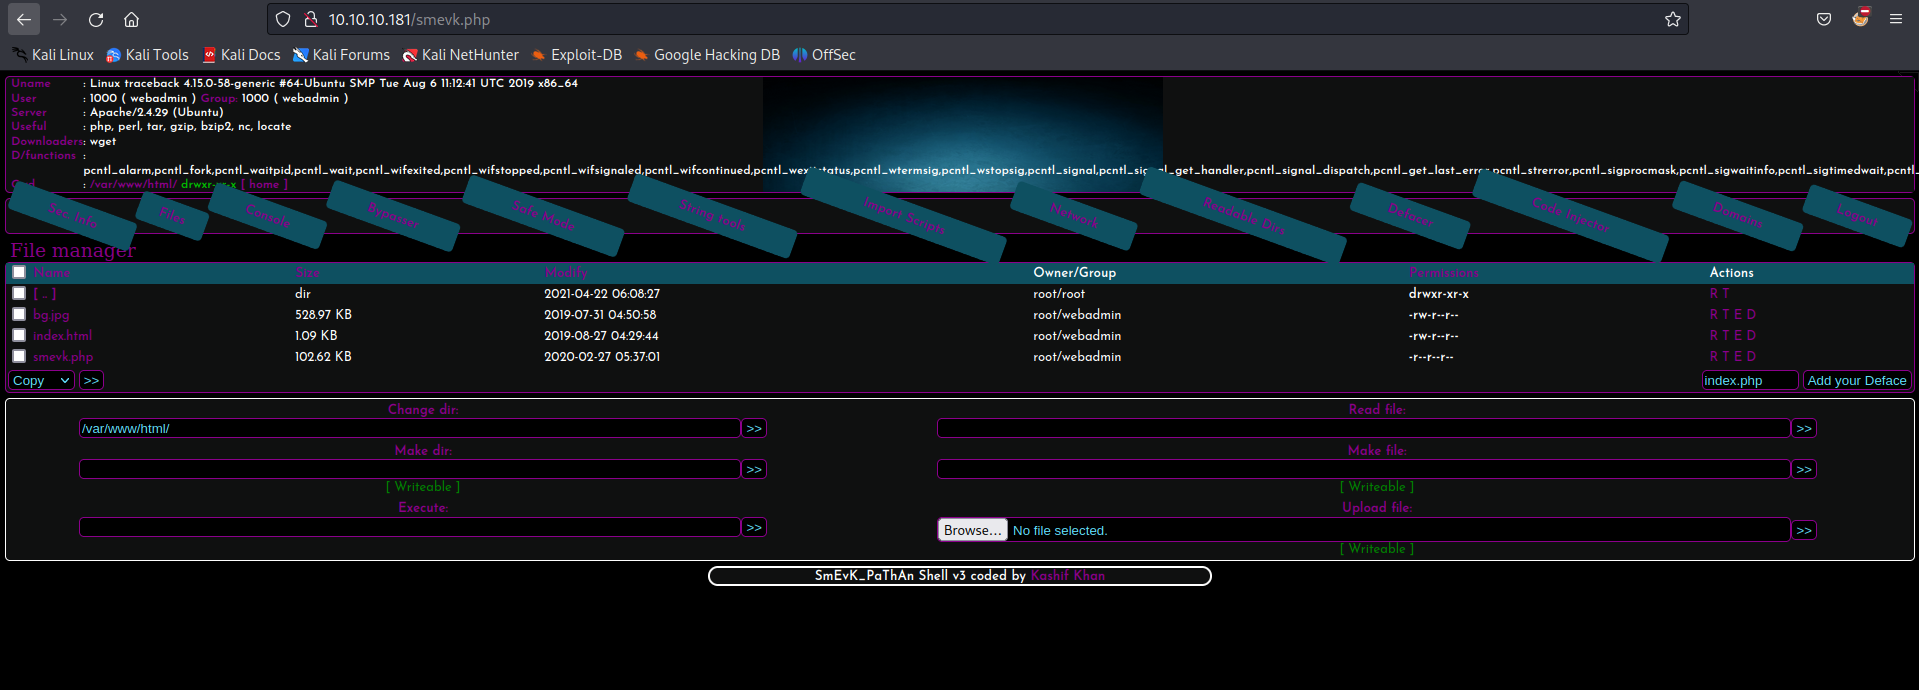 10.10.10.181/smevk.php
Kali Linux Kali Tools Kali Docs Kali Forums Kali NetHunter Exploit-DB Google Hacking DB OffSec
Uname : Linux traceback 4.15.0-58-generic #64-Ubuntu SMP Tue Aug 6 11:12:41 UTC 2019 x86_64
User : 1000 ( webadmin ) Group: 1000 ( webadmin )
Server : Apache/2.4.29 (Ubuntu)
Useful : php, perl, tar, gzip, bzip2, nc, locate
Downloaders: wget
D/functions :
pcntl_alarm,pcntl_fork,pcntl_waitpid,pcntl_wait,pcntl_wifexited,pcntl_wifstopped,pcntl_wifsignaled,pcntl_wifcontinued,pcntl_wexitstatus,pcntl_wtermsig,pcntl_wstopsig,pcntl_signal,pcntl_signal_get_handler,pcntl_signal_dispatch,pcntl_get_last_error,pcntl_strerror,pcntl_sigprocmask,pcntl_sigwaitinfo,pcntl_sigtimedwait,pcntl_
Cwd : /var/www/html/ drwxr-xr-x [ home ]
Sec. Info Files Console Bypasser Safe Mode String tools Import Scripts Network Readable Dirs Defacer Code Injector Domains Logout
File manager
Name Size Modify Owner/Group Permissions Actions
[ .. ] dir 2021-04-22 06:08:27 root/root drwxr-xr-x R T
bg.jpg 528.97 KB 2019-07-31 04:50:58 root/webadmin -rw-r--r-- R T E D
index.html 1.09 KB 2019-08-27 04:29:44 root/webadmin -rw-r--r-- R T E D
smevk.php 102.62 KB 2020-02-27 05:37:01 root/webadmin -r--r--r-- R T E D
Copy >> index.php Add your Deface
Change dir: Read file:
/var/www/html/ >> >>
Make dir: Make file:
>> >>
[ Writeable ] [ Writeable ]
Execute: Upload file:
>> Browse... No file selected. >>
[ Writeable ]
SmEvK_PaThAn Shell v3 coded by Kashif Khan